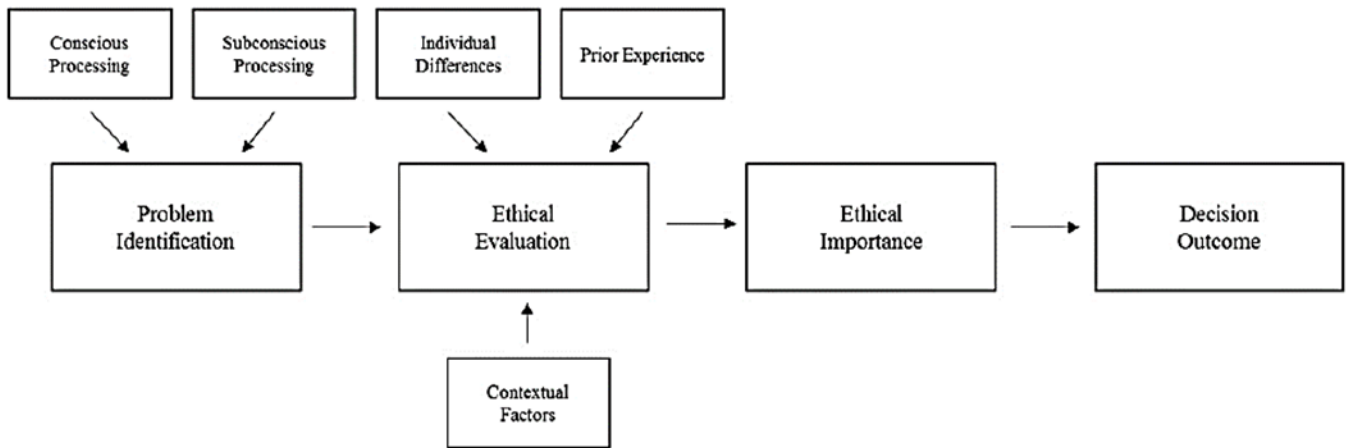 Conscious
Processing
Subconscious
Processing
Individual
Differences
Prior Experience
Problem
Identification
Ethical
Evaluation
Ethical
Importance
Decision
Outcome
Contextual
Factors